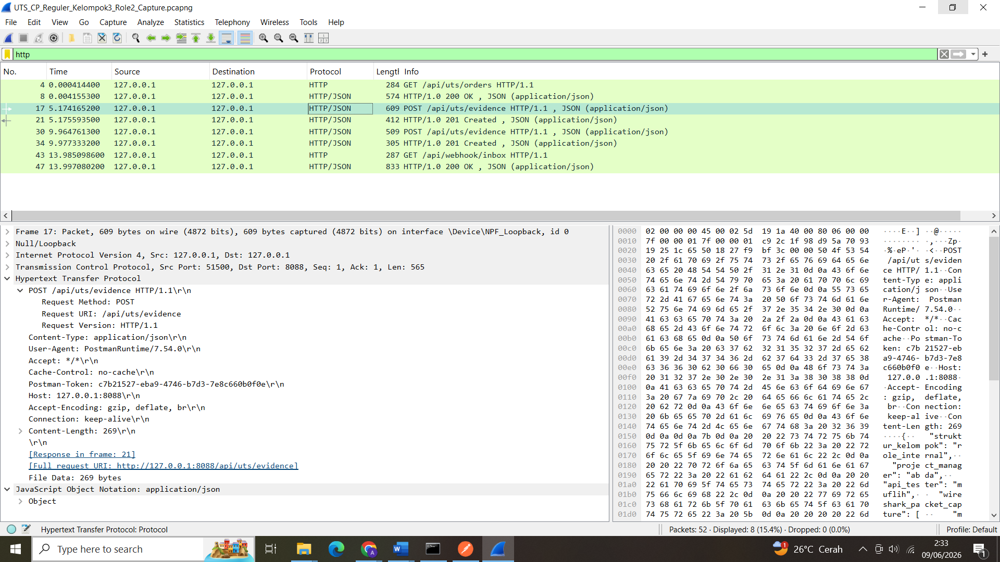 UTS_CP_Reguler_Kelompok3_Role2_Capture.pcapng
File Edit View Go Capture Analyze Statistics Telephony Wireless Tools Help
http
No. Time Source Destination Protocol Lengtl Info
4 0.000414400 127.0.0.1 127.0.0.1 HTTP 284 GET /api/uts/orders HTTP/1.1
8 0.004155300 127.0.0.1 127.0.0.1 HTTP/JSON 574 HTTP/1.0 200 OK , JSON (application/json)
17 5.174165200 127.0.0.1 127.0.0.1 HTTP/JSON 609 POST /api/uts/evidence HTTP/1.1 , JSON (application/json)
21 5.175593500 127.0.0.1 127.0.0.1 HTTP/JSON 412 HTTP/1.0 201 Created , JSON (application/json)
30 9.964761300 127.0.0.1 127.0.0.1 HTTP/JSON 509 POST /api/uts/evidence HTTP/1.1 , JSON (application/json)
34 9.977333200 127.0.0.1 127.0.0.1 HTTP/JSON 305 HTTP/1.0 201 Created , JSON (application/json)
43 13.985098600 127.0.0.1 127.0.0.1 HTTP 287 GET /api/webhook/inbox HTTP/1.1
47 13.997080200 127.0.0.1 127.0.0.1 HTTP/JSON 833 HTTP/1.0 200 OK , JSON (application/json)
Frame 17: Packet, 609 bytes on wire (4872 bits), 609 bytes captured (4872 bits) on interface \Device\NPF_Loopback, id 0
Null/Loopback
Internet Protocol Version 4, Src: 127.0.0.1, Dst: 127.0.0.1
Transmission Control Protocol, Src Port: 51500, Dst Port: 8088, Seq: 1, Ack: 1, Len: 565
Hypertext Transfer Protocol
POST /api/uts/evidence HTTP/1.1\r\n
Request Method: POST
Request URI: /api/uts/evidence
Request Version: HTTP/1.1
Content-Type: application/json\r\n
User-Agent: PostmanRuntime/7.54.0\r\n
Accept: */*\r\n
Cache-Control: no-cache\r\n
Postman-Token: c7b21527-eba9-4746-b7d3-7e8c660b0f0e\r\n
Host: 127.0.0.1:8088\r\n
Accept-Encoding: gzip, deflate, br\r\n
Connection: keep-alive\r\n
Content-Length: 269\r\n
\r\n
[Response in frame: 21]
[Full request URI: http://127.0.0.1:8088/api/uts/evidence]
File Data: 269 bytes
JavaScript Object Notation: application/json
Object
0000 02 00 00 00 45 00 02 5d 19 1a 40 00 80 06 00 00 ····E··] ··@·····
0010 7f 00 00 01 7f 00 00 01 c9 2c 1f 98 d9 5a 70 93 ········ ·,···Zp·
0020 19 25 1c 65 50 18 27 f9 bf 3c 00 00 50 4f 53 54 ·%·eP·'· ·<··POST
0030 20 2f 61 70 69 2f 75 74 73 2f 65 76 69 64 65 6e /api/ut s/eviden
0040 63 65 20 48 54 54 50 2f 31 2e 31 0d 0a 43 6f 6e ce HTTP/ 1.1··Con
0050 74 65 6e 74 2d 54 79 70 65 3a 20 61 70 70 6c 69 tent-Typ e: appli
0060 63 61 74 69 6f 6e 2f 6a 73 6f 6e 0d 0a 55 73 65 cation/j son··Use
0070 72 2d 41 67 65 6e 74 3a 20 50 6f 73 74 6d 61 6e r-Agent: Postman
0080 52 75 6e 74 69 6d 65 2f 37 2e 35 34 2e 30 0d 0a Runtime/ 7.54.0··
0090 41 63 63 65 70 74 3a 20 2a 2f 2a 0d 0a 43 61 63 Accept: */*··Cac
00a0 68 65 2d 43 6f 6e 74 72 6f 6c 3a 20 6e 6f 2d 63 he-Contr ol: no-c
00b0 61 63 68 65 0d 0a 50 6f 73 74 6d 61 6e 2d 54 6f ache··Po stman-To
00c0 6b 65 6e 3a 20 63 37 62 32 31 35 32 37 2d 65 62 ken: c7b 21527-eb
00d0 61 39 2d 34 37 34 36 2d 62 37 64 33 2d 37 65 38 a9-4746- b7d3-7e8
00e0 63 36 36 30 62 30 66 30 65 0d 0a 48 6f 73 74 3a c660b0f0 e··Host:
00f0 20 31 32 37 2e 30 2e 30 2e 31 3a 38 30 38 38 0d 127.0.0 .1:8088·
0100 0a 41 63 63 65 70 74 2d 45 6e 63 6f 64 69 6e 67 ·Accept- Encoding
0110 3a 20 67 7a 69 70 2c 20 64 65 66 6c 61 74 65 2c : gzip, deflate,
0120 20 62 72 0d 0a 43 6f 6e 6e 65 63 74 69 6f 6e 3a br··Con nection:
0130 20 6b 65 65 70 2d 61 6c 69 76 65 0d 0a 43 6f 6e keep-al ive··Con
0140 74 65 6e 74 2d 4c 65 6e 67 74 68 3a 20 32 36 39 tent-Len gth: 269
0150 0d 0a 0d 0a 7b 0d 0a 20 20 22 73 74 72 75 6b 74 ····{·· "strukt
0160 75 72 5f 6b 65 6c 6f 6d 70 6f 6b 22 3a 20 22 72 ur_kelom pok": "r
0170 6f 6c 65 5f 69 6e 74 65 72 6e 61 6c 22 2c 0d 0a ole_inte rnal",··
0180 20 20 22 70 72 6f 6a 65 63 74 5f 6d 61 6e 61 67 "proje ct_manag
0190 65 72 22 3a 20 22 61 62 64 61 22 2c 0d 0a 20 20 er": "ab da",··
01a0 22 61 70 69 5f 74 65 73 74 65 72 22 3a 20 22 6d "api_tes ter": "m
01b0 75 66 6c 69 68 22 2c 0d 0a 20 20 22 77 69 72 65 uflih",· · "wire
01c0 73 68 61 72 6b 5f 70 61 63 6b 65 74 5f 63 61 70 shark_pa cket_cap
01d0 74 75 72 65 22 3a 20 5b 0d 0a 20 20 20 20 22 6d ture": [ ·· "m
Hypertext Transfer Protocol: Protocol
Packets: 52 · Displayed: 8 (15.4%) · Dropped: 0 (0.0%)
Profile: Default
Type here to search
1
26°C Cerah
2:33
09/06/2026
1